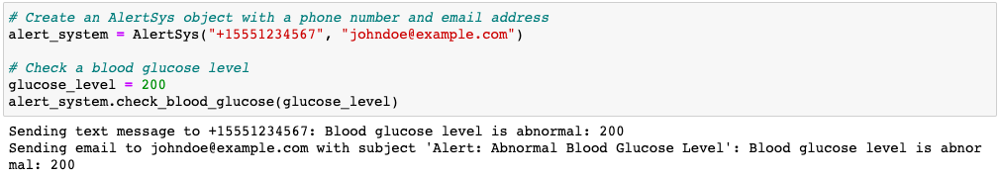 # Create an AlertSys object with a phone number and email address
alert_system = AlertSys("+15551234567", "johndoe@example.com")
# Check a blood glucose level
glucose_level = 200
alert_system.check_blood_glucose(glucose_level)
Sending text message to +15551234567: Blood glucose level is abnormal: 200
Sending email to johndoe@example.com with subject 'Alert: Abnormal Blood Glucose Level': Blood glucose level is abnor
mal: 200